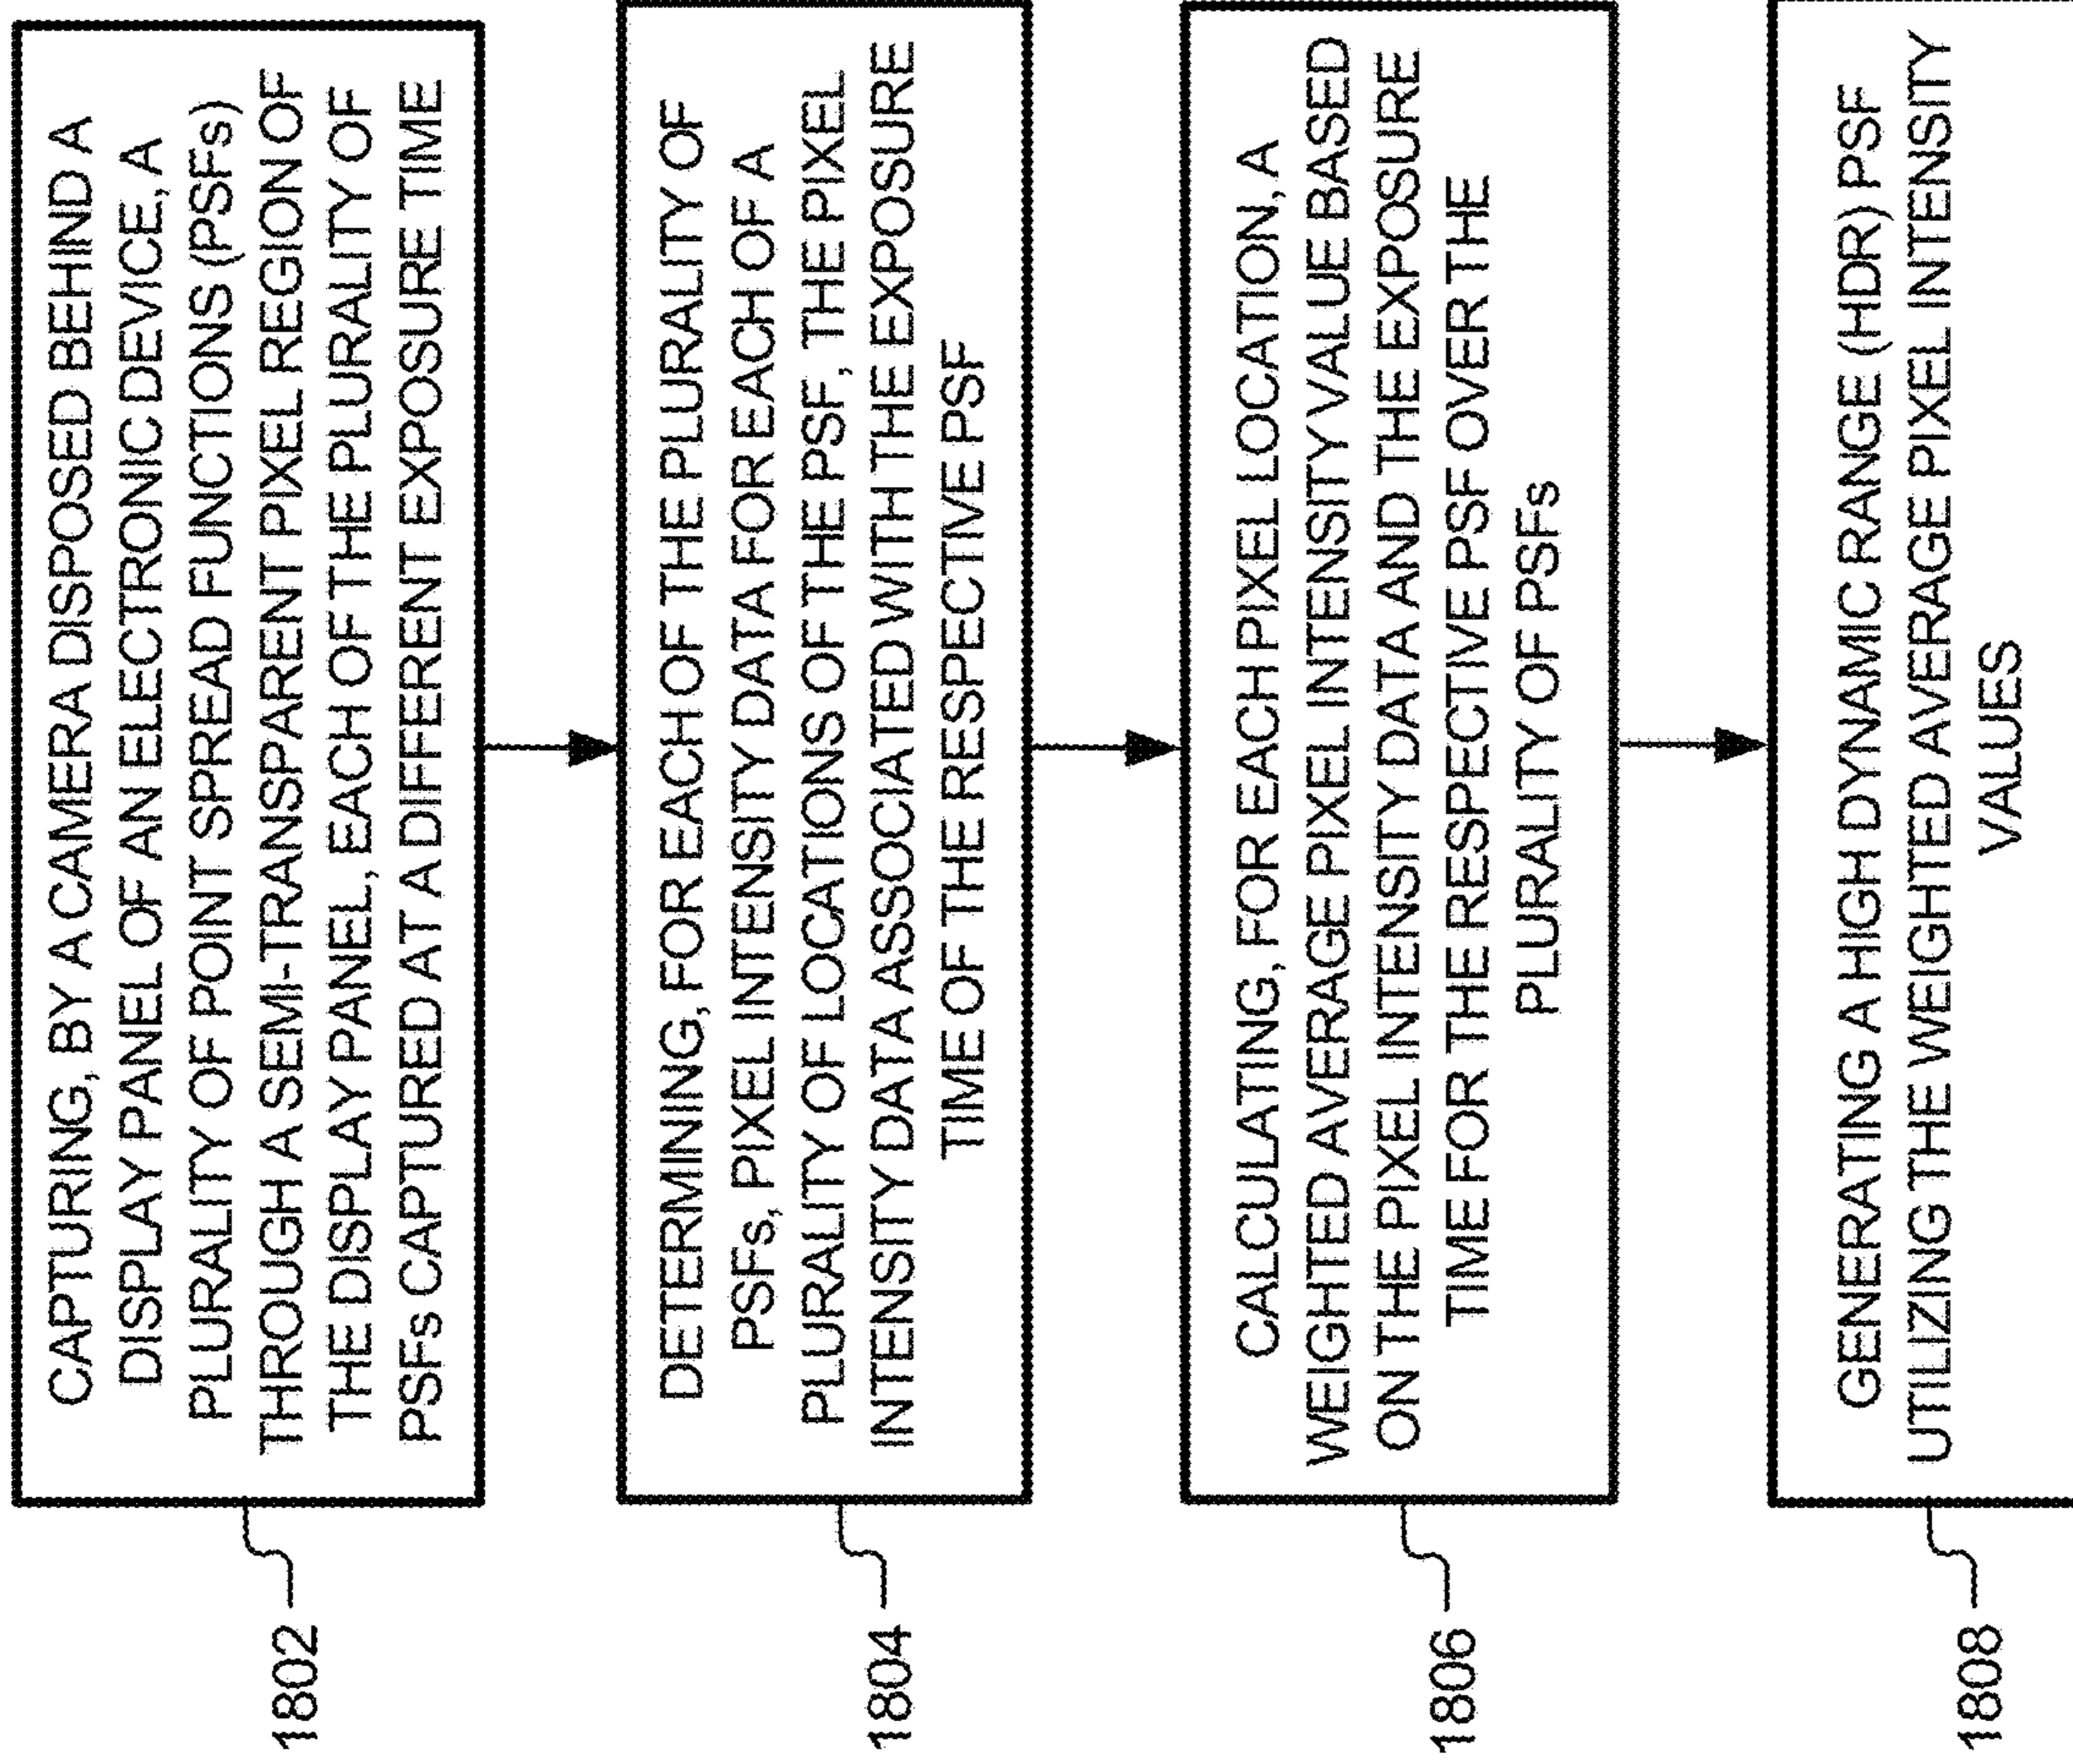 CAPTURING, BY A CAMERA DISPOSED BEHIND A
DISPLAY PANEL OF AN ELECTRONIC DEVICE, A
PLURALITY OF POINT SPREAD FUNCTIONS (PSFs)
THROUGH A SEMI-TRANSPARENT PIXEL REGION OF
THE DISPLAY PANEL, EACH OF THE PLURALITY OF
PSFs CAPTURED AT A DIFFERENT EXPOSURE TIME
1802
DETERMINING, FOR EACH OF THE PLURALITY OF
PSFs, PIXEL INTENSITY DATA FOR EACH OF A
PLURALITY OF LOCATIONS OF THE PSF, THE PIXEL
INTENSITY DATA ASSOCIATED WITH THE EXPOSURE
TIME OF THE RESPECTIVE PSF
1804
CALCULATING, FOR EACH PIXEL LOCATION, A
WEIGHTED AVERAGE PIXEL INTENSITY VALUE BASED
ON THE PIXEL INTENSITY DATA AND THE EXPOSURE
TIME FOR THE RESPECTIVE PSF OVER THE
PLURALITY OF PSFs
1806
GENERATING A HIGH DYNAMIC RANGE (HDR) PSF
UTILIZING THE WEIGHTED AVERAGE PIXEL INTENSITY
VALUES
1808